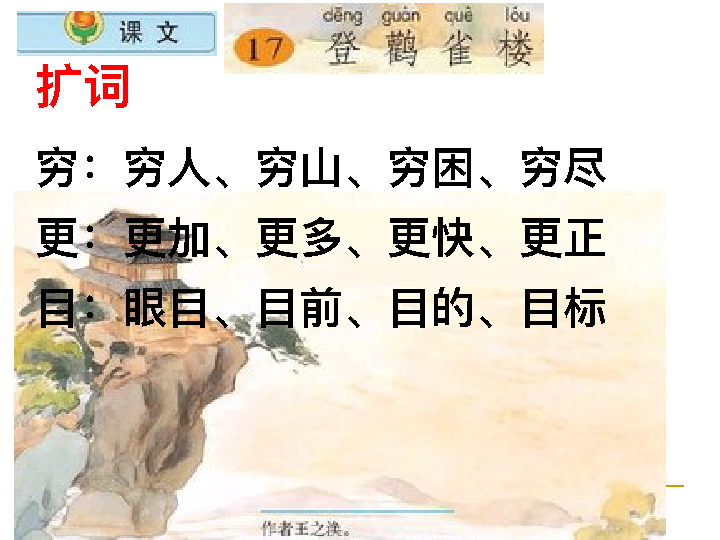 课文
dēng guàn què lóu
17 登鹳雀楼
扩词
穷：穷人、穷山、穷困、穷尽
更：更加、更多、更快、更正
目：眼目、目前、目的、目标
作者王之涣。